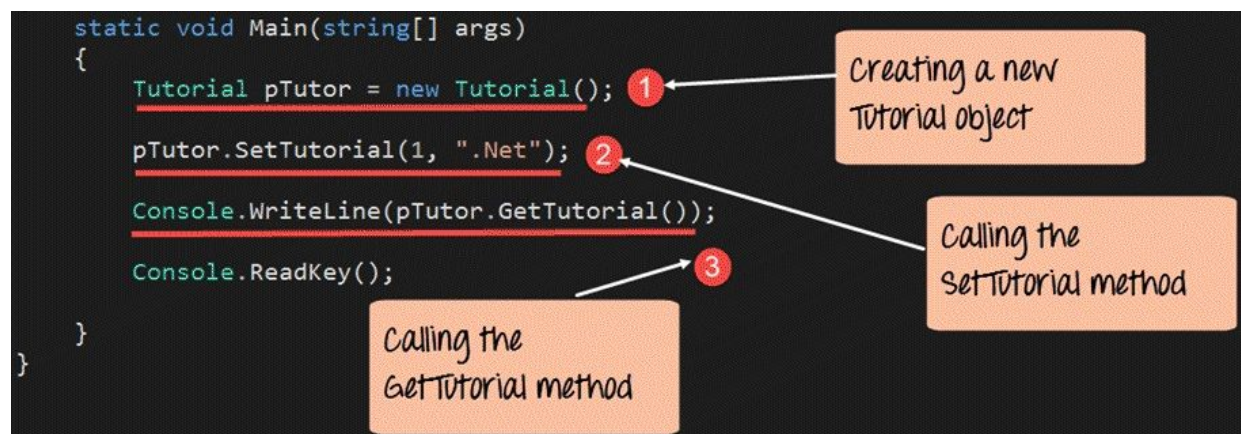 static void Main(string[] args)
{
Tutorial pTutor = new Tutorial(); 1
Creating a new
Tutorial object
pTutor.SetTutorial(1, ".Net"); 2
Console.WriteLine(pTutor.GetTutorial());
Calling the
SetTutorial method
Console.ReadKey();
3
}
Calling the
GetTutorial method
}